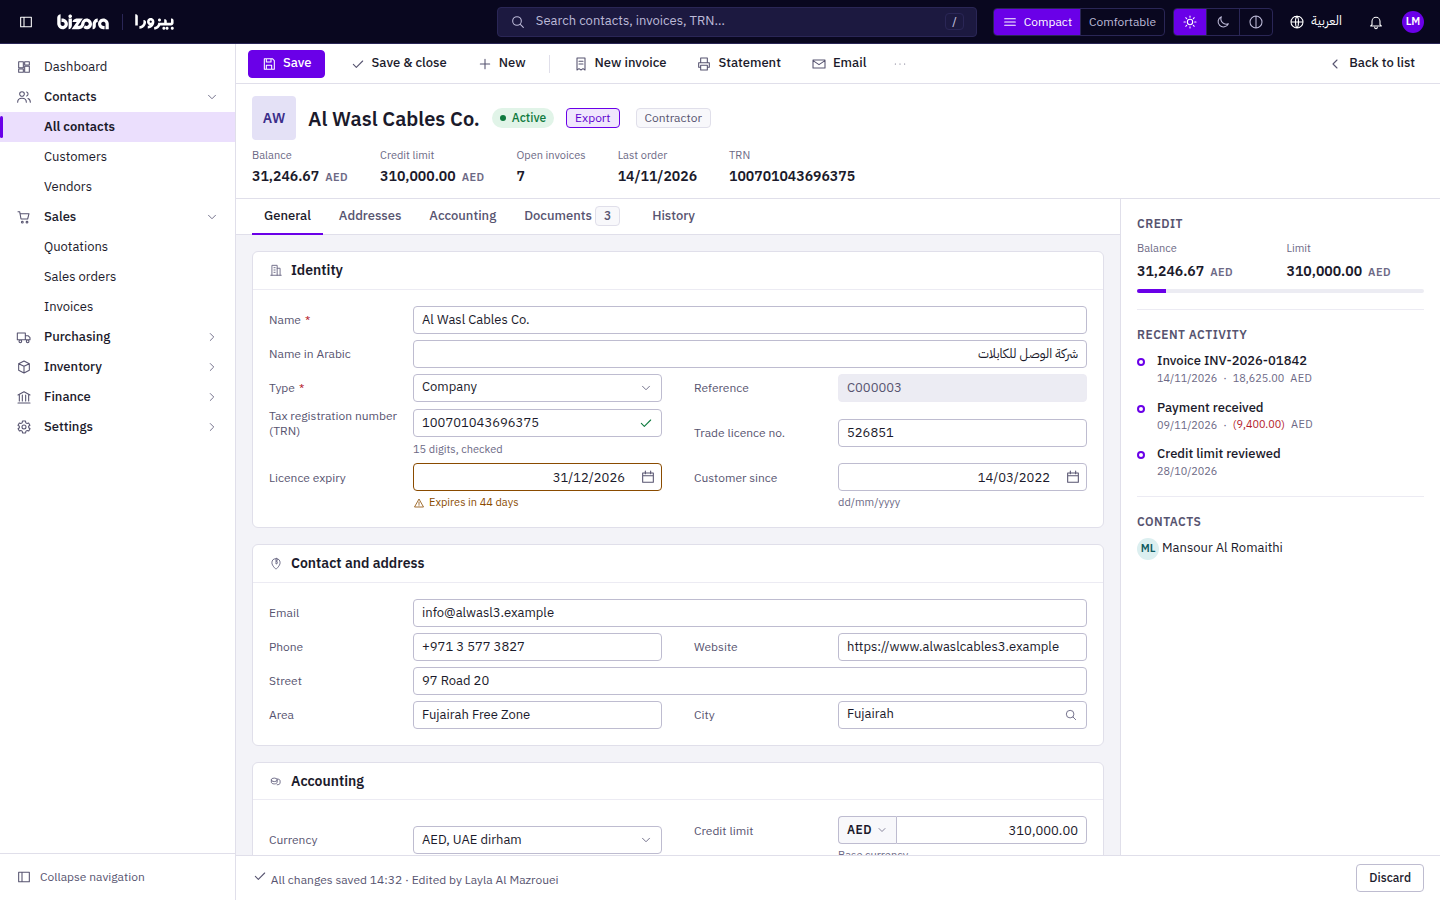 bizora بيزورا
Search contacts, invoices, TRN... /
Compact Comfortable
العربية
LM
Dashboard
Contacts
All contacts
Customers
Vendors
Sales
Quotations
Sales orders
Invoices
Purchasing
Inventory
Finance
Settings
Collapse navigation
Save Save & close New New invoice Statement Email ... Back to list
AW Al Wasl Cables Co. Active Export Contractor
Balance Credit limit Open invoices Last order TRN
31,246.67 AED 310,000.00 AED 7 14/11/2026 100701043696375
General Addresses Accounting Documents 3 History
Identity
Name * Al Wasl Cables Co.
Name in Arabic شركة الوصل للكابلات
Type * Company Reference C000003
Tax registration number (TRN) 100701043696375 Trade licence no. 526851
15 digits, checked
Licence expiry 31/12/2026 Customer since 14/03/2022
Expires in 44 days dd/mm/yyyy
Contact and address
Email info@alwasl3.example
Phone +971 3 577 3827 Website https://www.alwaslcables3.example
Street 97 Road 20
Area Fujairah Free Zone City Fujairah
Accounting
Currency AED, UAE dirham Credit limit AED 310,000.00
Base currency
All changes saved 14:32 · Edited by Layla Al Mazrouei Discard
CREDIT
Balance Limit
31,246.67 AED 310,000.00 AED
RECENT ACTIVITY
Invoice INV-2026-01842
14/11/2026 · 18,625.00 AED
Payment received
09/11/2026 · (9,400.00) AED
Credit limit reviewed
28/10/2026
CONTACTS
ML Mansour Al Romaithi